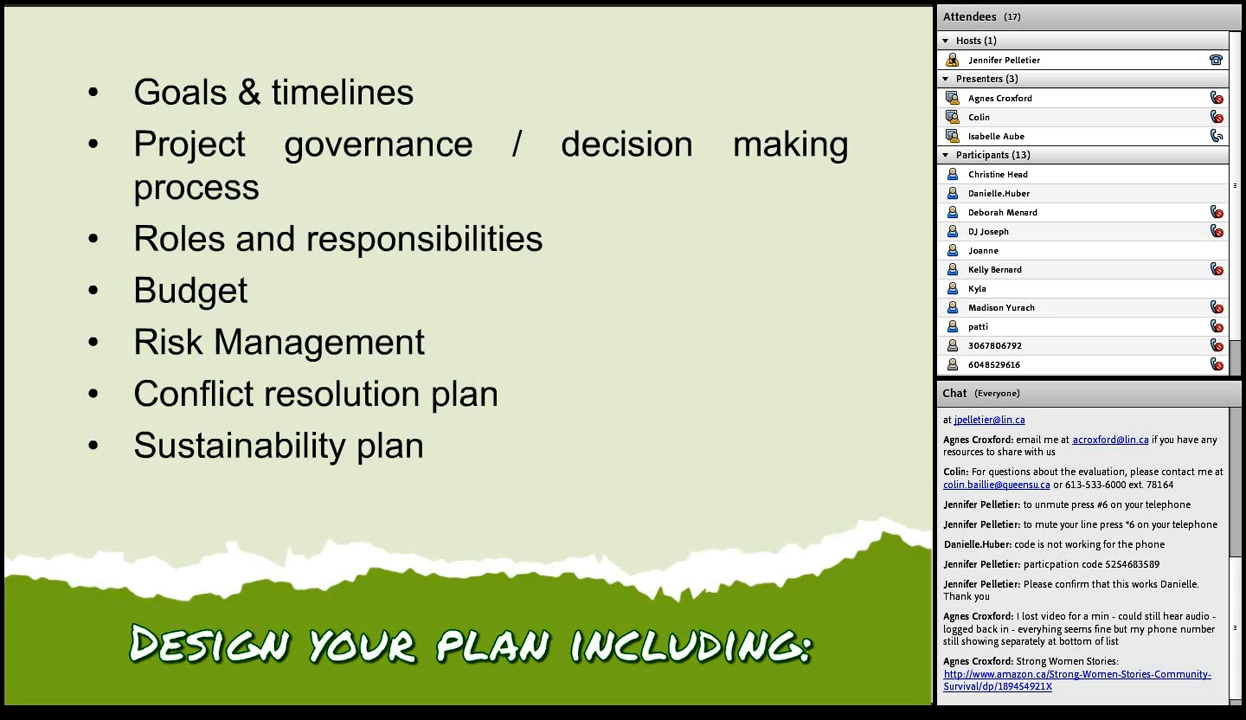 • Goals & timelines
• Project governance / decision making
process
• Roles and responsibilities
• Budget
• Risk Management
• Conflict resolution plan
• Sustainability plan
DESIGN YOUR PLAN INCLUDING:
Attendees (17)
Hosts (1)
Jennifer Pelletier
Presenters (3)
Agnes Croxford
Colin
Isabelle Aube
Participants (13)
Christine Head
Danielle.Huber
Deborah Menard
DJ Joseph
Joanne
Kelly Bernard
Kyla
Madison Yurach
patti
3067806792
6048529616
Chat (Everyone)
at jpelletier@lin.ca
Agnes Croxford: email me at acroxford@lin.ca if you have any
resources to share with us
Colin: For questions about the evaluation, please contact me at
colin.baillie@queensu.ca or 613-533-6000 ext. 78164
Jennifer Pelletier: to unmute press #6 on your telephone
Jennifer Pelletier: to mute your line press *6 on your telephone
Danielle.Huber: code is not working for the phone
Jennifer Pelletier: particpation code 5254683589
Jennifer Pelletier: Please confirm that this works Danielle.
Thank you
Agnes Croxford: I lost video for a min - could still hear audio -
logged back in - everyhing seems fine but my phone number
still showing separately at bottom of list
Agnes Croxford: Strong Women Stories:
http://www.amazon.ca/Strong-Women-Stories-Community-
Survival/dp/189454921X